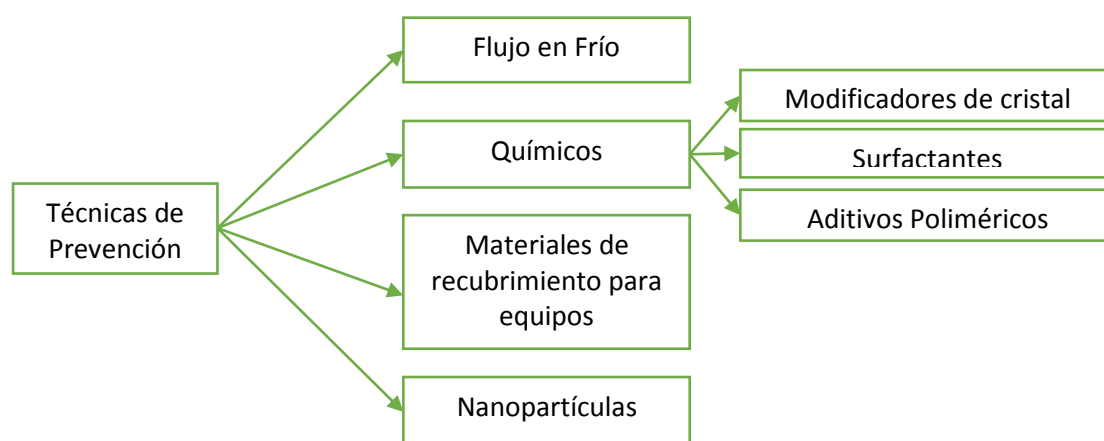 Flujo en Frío
Modificadores de cristal
Químicos
Surfactantes
Técnicas de
Prevención
Aditivos Poliméricos
Materiales de
recubrimiento para
equipos
Nanopartículas